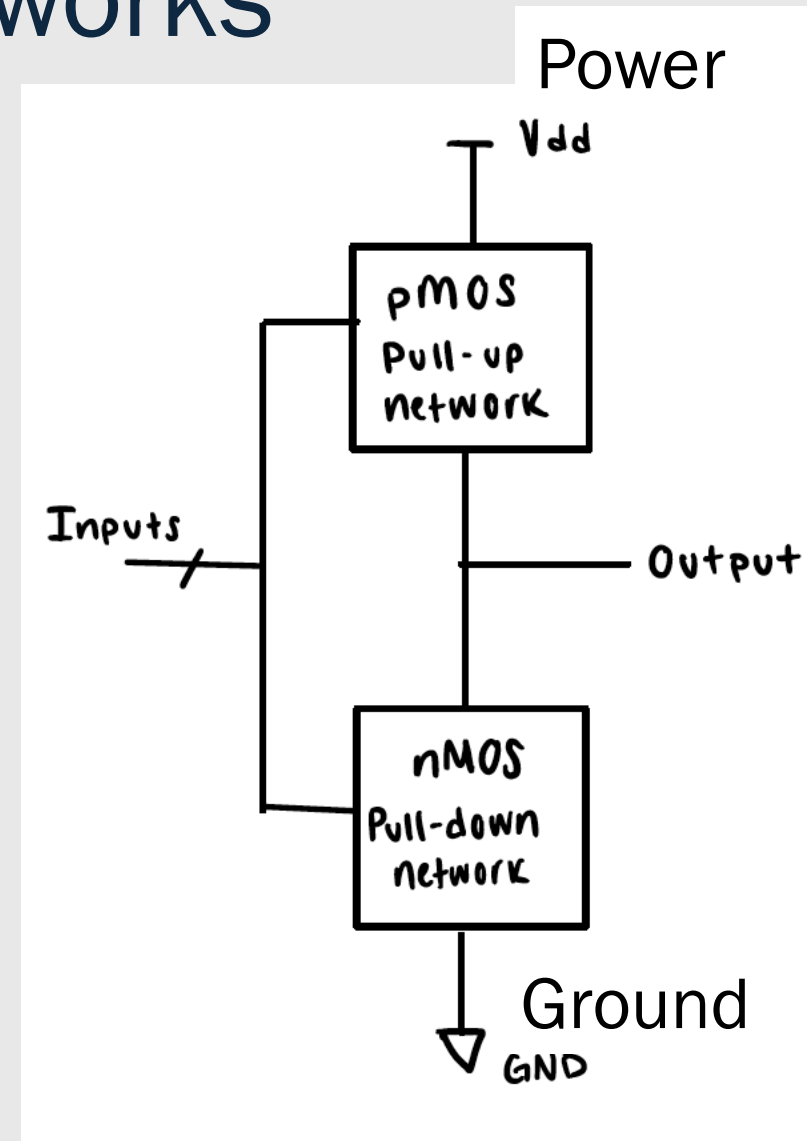 works
Power
Vdd
pMOS
Pull-up
network
Inputs
Output
nMOS
Pull-down
network
Ground
GND